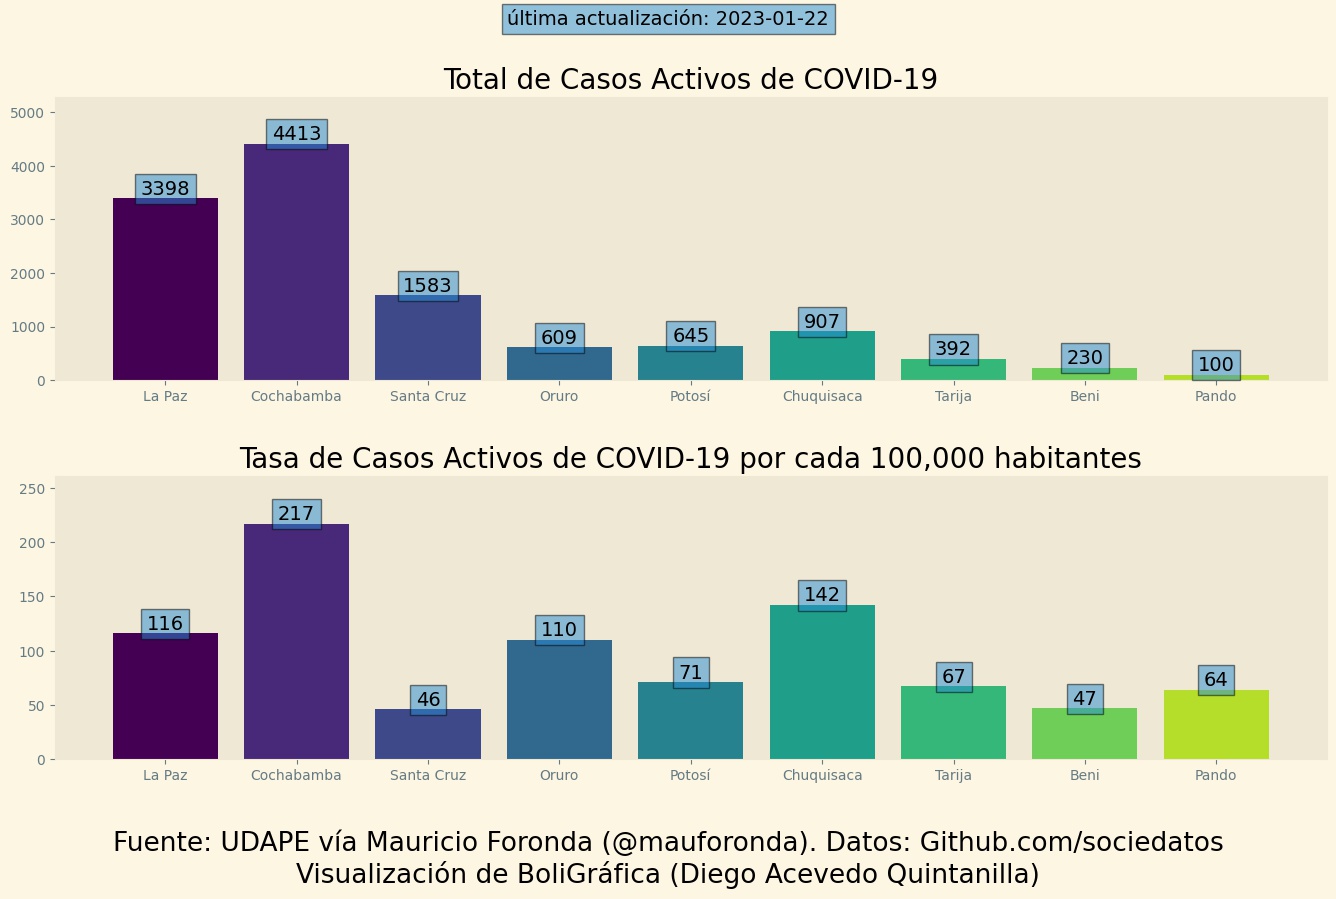 última actualización: 2023-01-22
Total de Casos Activos de COVID-19
5000
4000
3000
2000
1000
0
3398
4413
1583
609
645
907
392
230
100
La Paz
Cochabamba
Santa Cruz
Oruro
Potosí
Chuquisaca
Tarija
Beni
Pando
Tasa de Casos Activos de COVID-19 por cada 100,000 habitantes
250
200
150
100
50
0
116
217
46
110
71
142
67
47
64
La Paz
Cochabamba
Santa Cruz
Oruro
Potosí
Chuquisaca
Tarija
Beni
Pando
Fuente: UDAPE vía Mauricio Foronda (@mauforonda). Datos: Github.com/sociedatos
Visualización de BoliGráfica (Diego Acevedo Quintanilla)